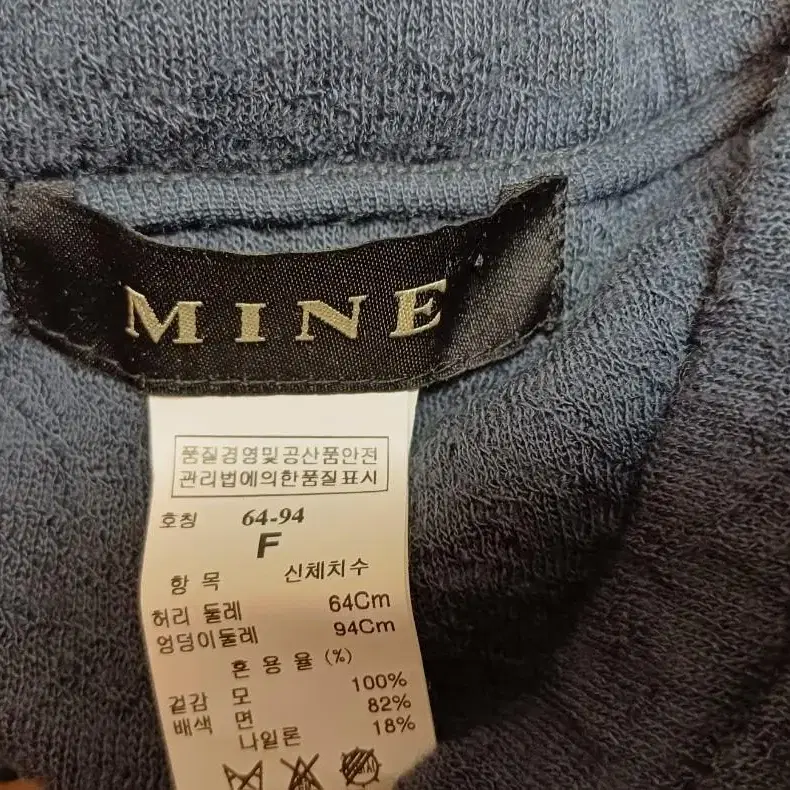 MINE
품질경영및공산품안전
관리법에의한품질표시
호칭 64-94
F
항 목 신체치수
허리 둘레 64Cm
엉덩이둘레 94Cm
혼 용 율 (%)
겉감 모 100%
배색 면 82%
나일론 18%